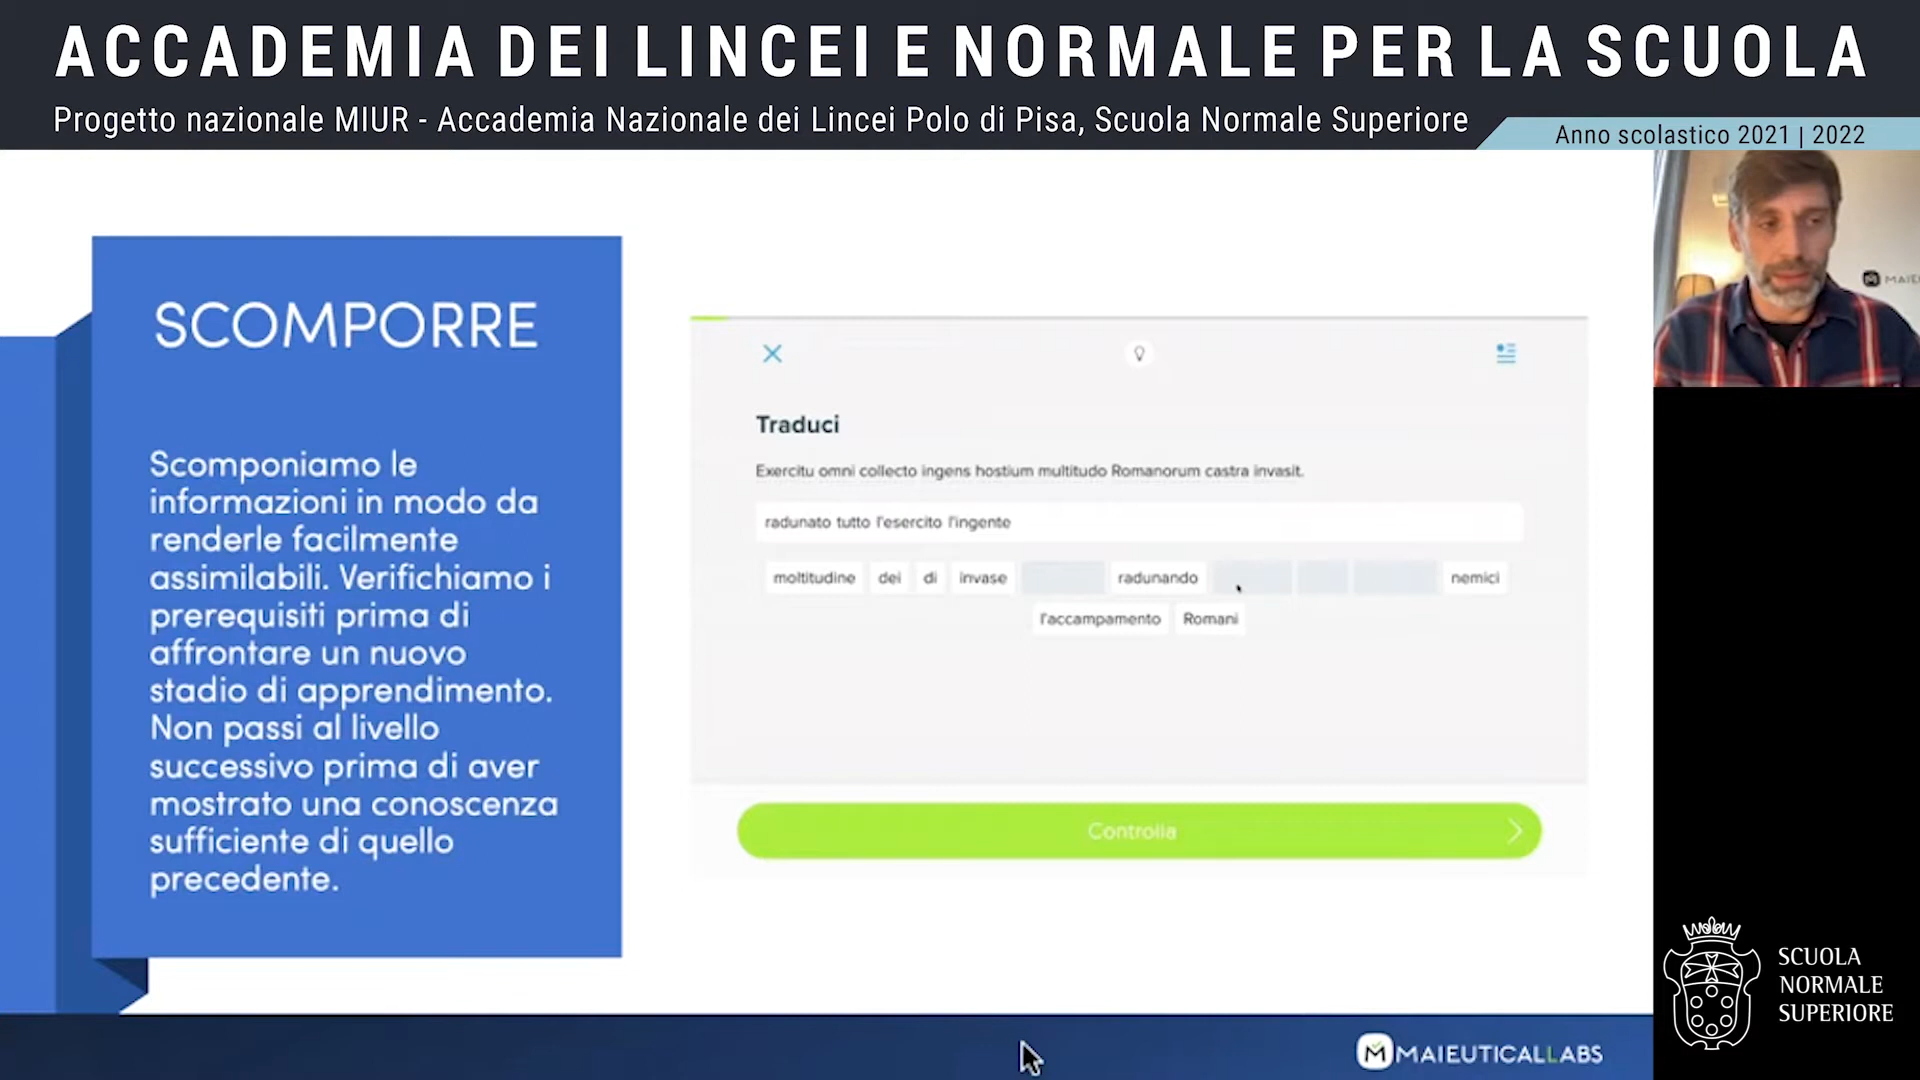 ACCADEMIA DEI LINCEI E NORMALE PER LA SCUOLA
Progetto nazionale MIUR - Accademia Nazionale dei Lincei Polo di Pisa, Scuola Normale Superiore
Anno scolastico 2021 | 2022
SCOMPORRE
Scomponiamo le
informazioni in modo da
renderle facilmente
assimilabili. Verifichiamo i
prerequisiti prima di
affrontare un nuovo
stadio di apprendimento.
Non passi al livello
successivo prima di aver
mostrato una conoscenza
sufficiente di quello
precedente.
Traduci
Exercitu omni collecto ingens hostium multitudo Romanorum castra invasit.
radunato tutto l'esercito l'ingente
moltitudine dei di invase radunando nemici
l'accampamento Romani
Controlla
MAIEUTICALLABS
SCUOLA
NORMALE
SUPERIORE